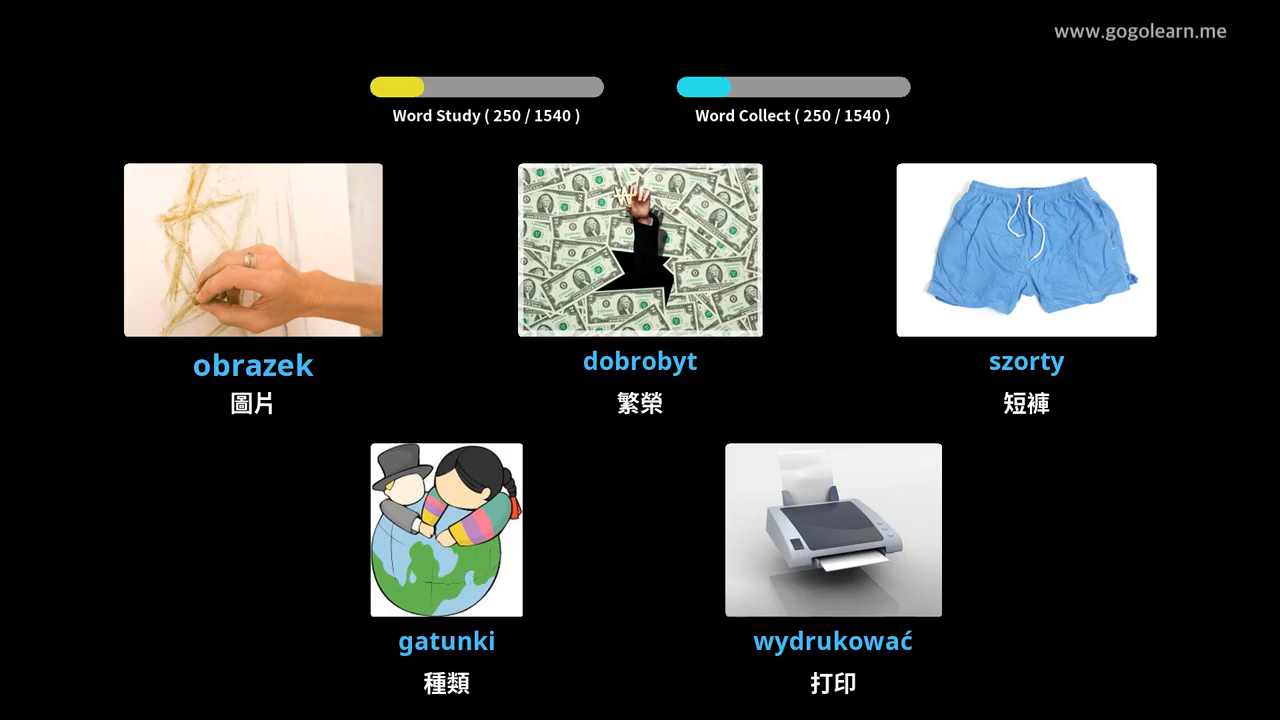 www.gogolearn.me
Word Study ( 250 / 1540 )
Word Collect ( 250 / 1540 )
obrazek
圖片
dobrobyt
繁榮
szorty
短褲
gatunki
種類
wydrukować
打印